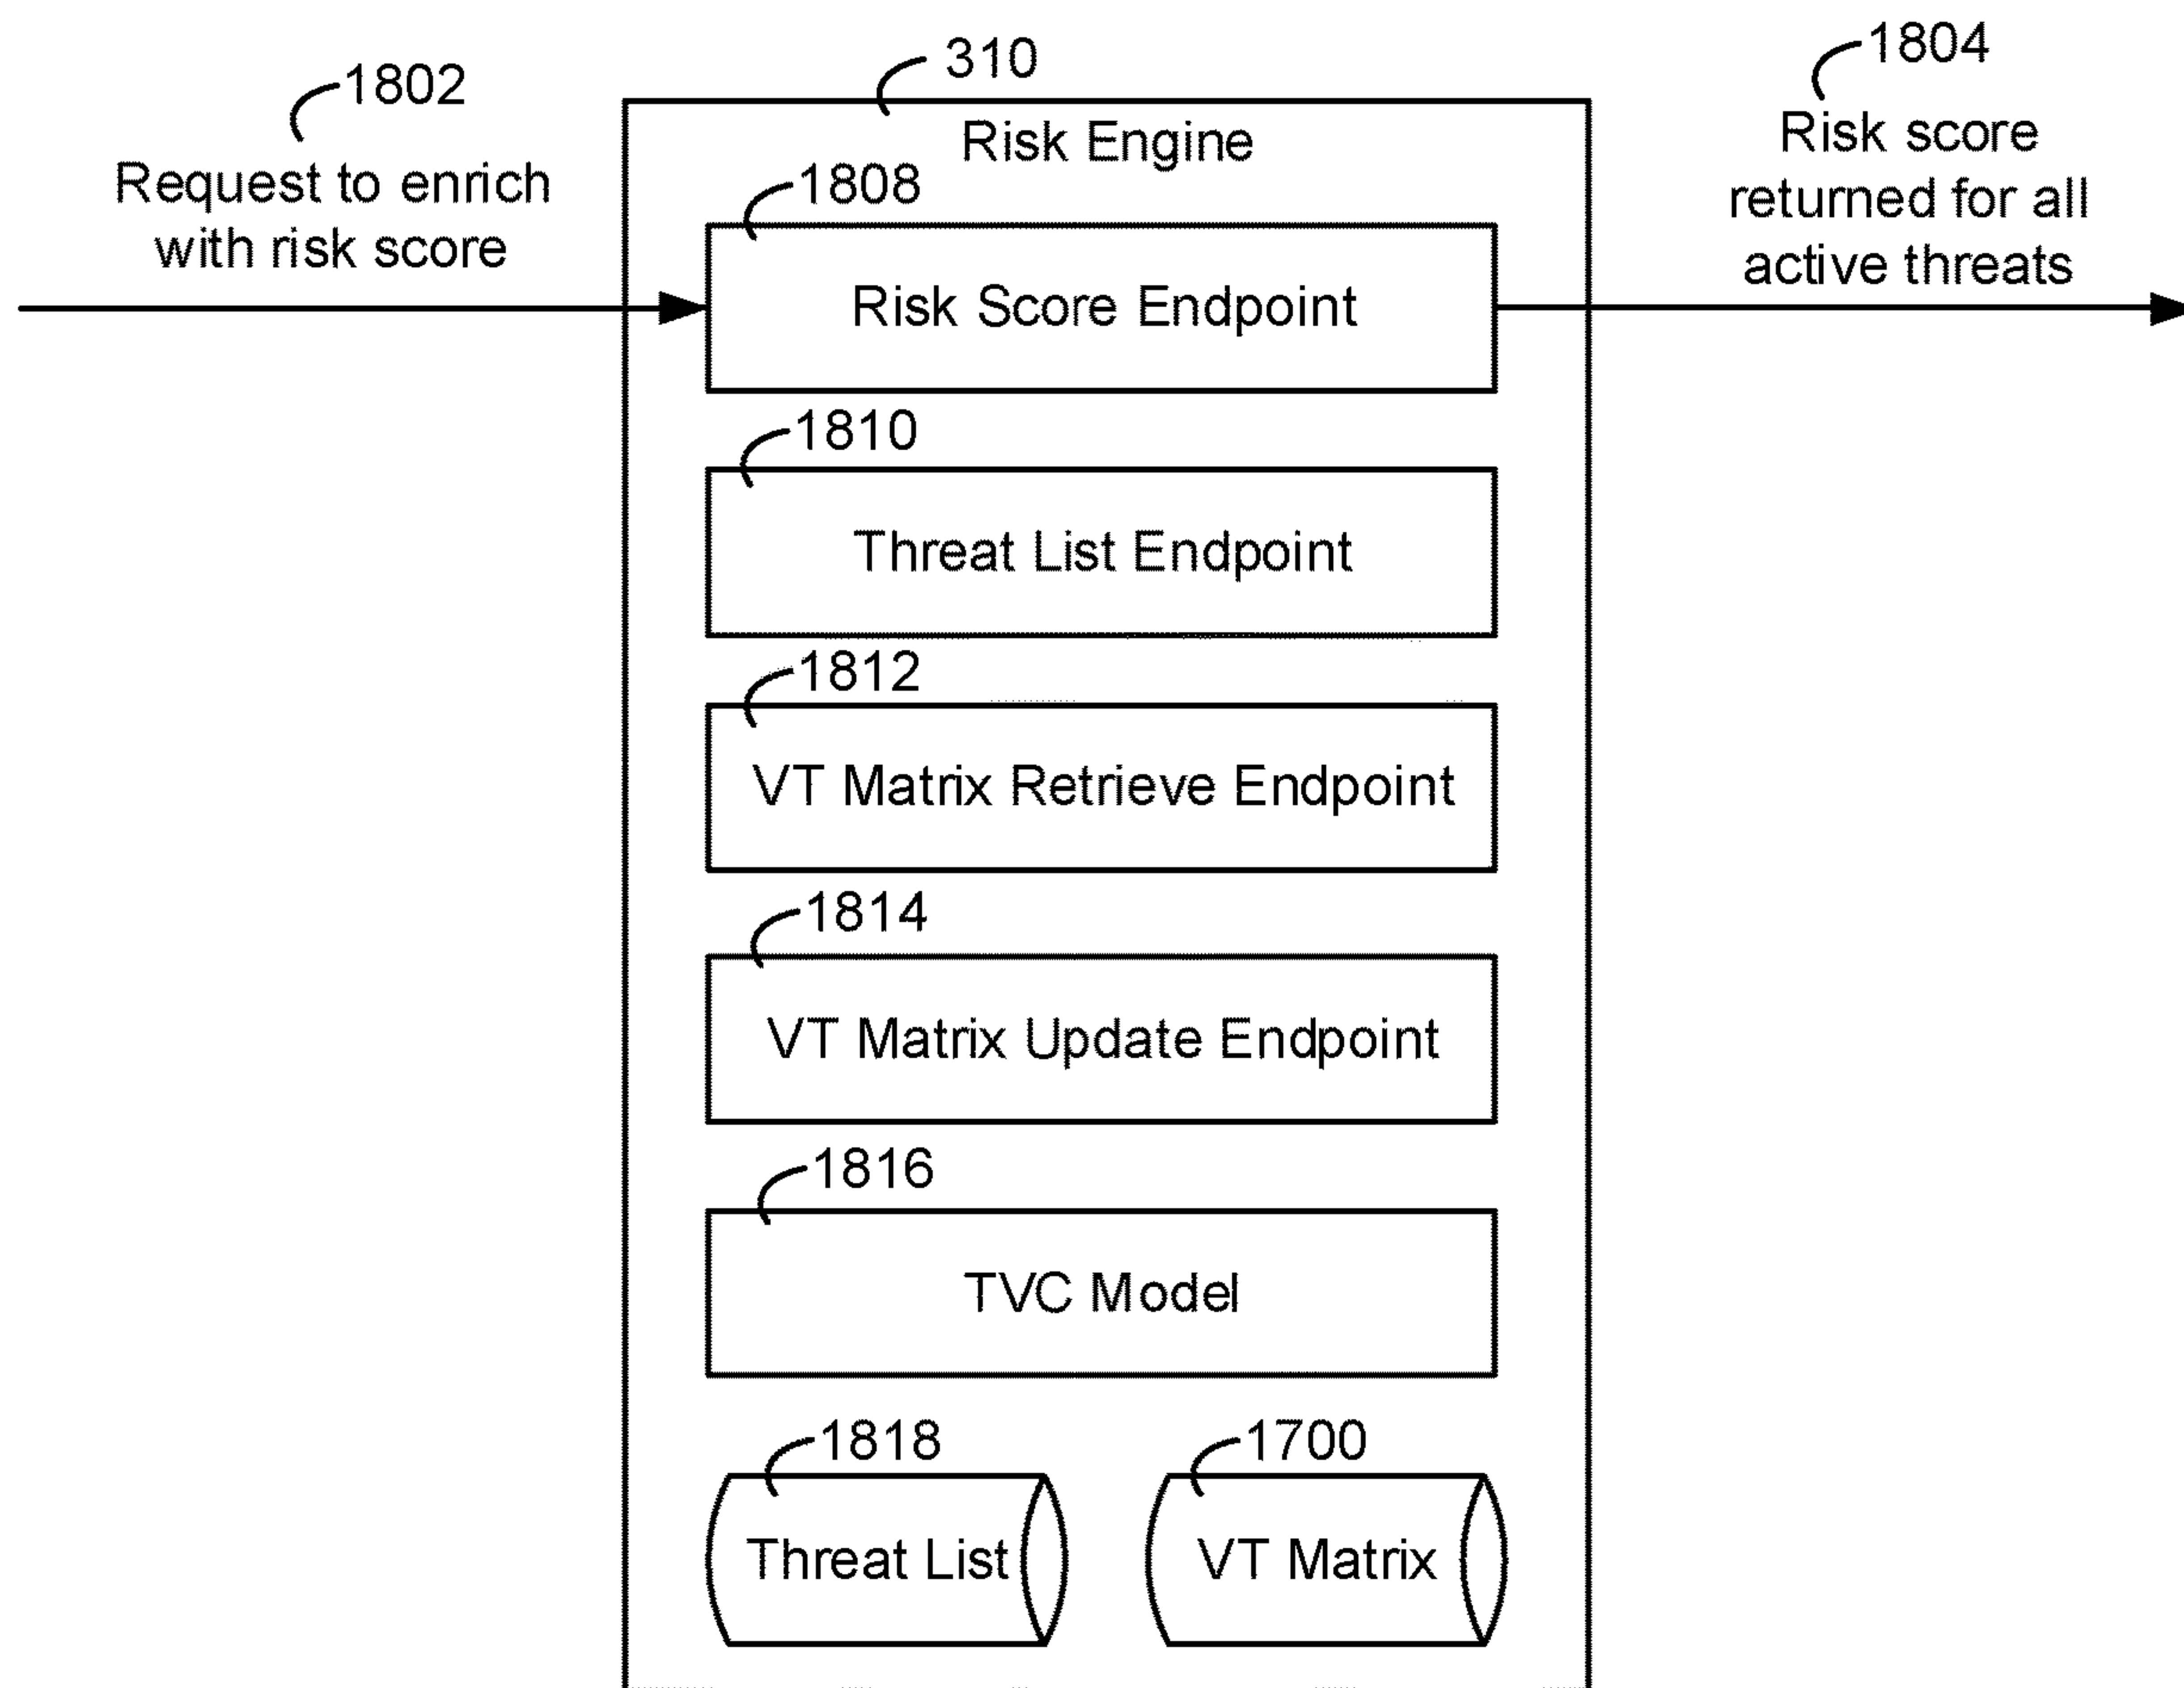 1802
Request to enrich
with risk score
310
Risk Engine
1804
Risk score
returned for all
active threats
1808
Risk Score Endpoint
1810
Threat List Endpoint
1812
VT Matrix Retrieve Endpoint
1814
VT Matrix Update Endpoint
1816
TVC Model
1818
Threat List
1700
VT Matrix